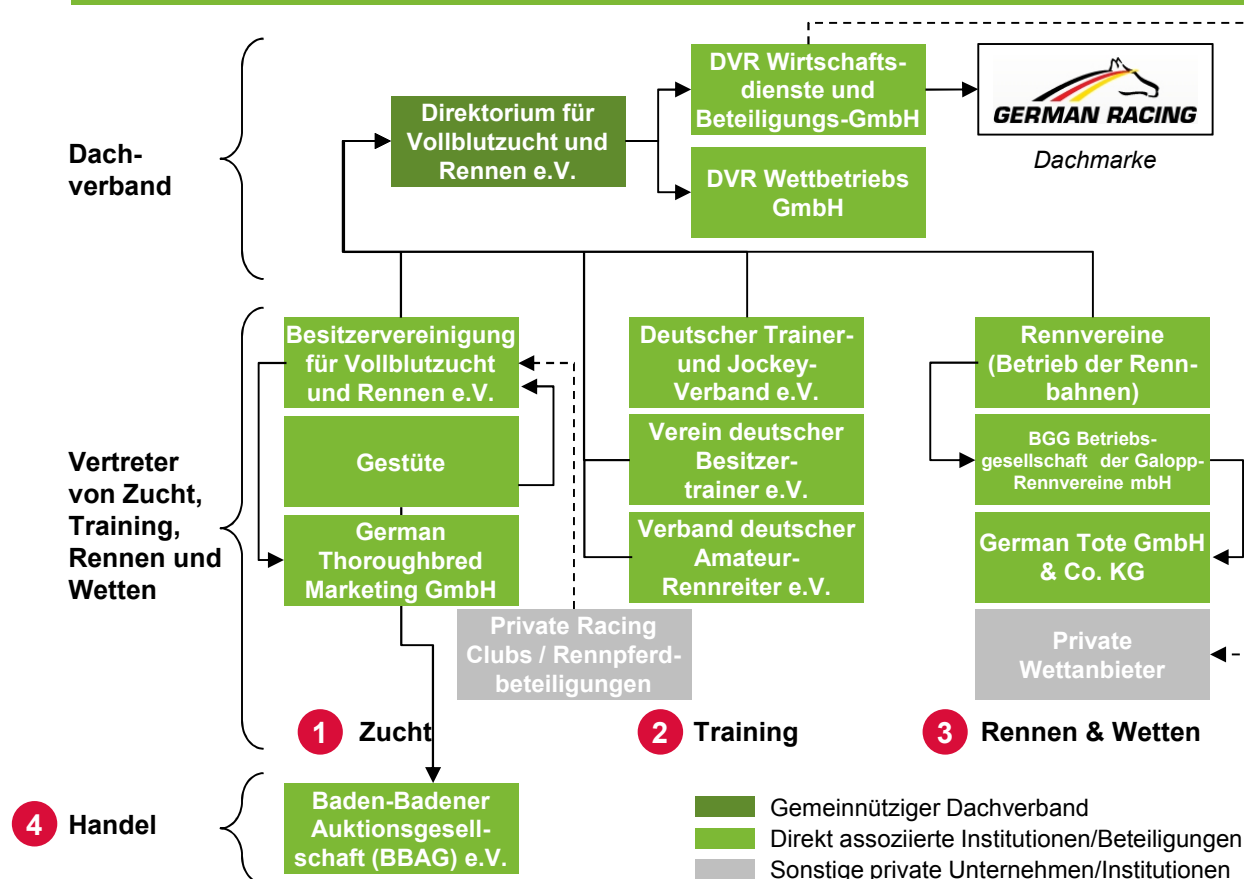 Dach-
verband
Direktorium für
Vollblutzucht und
Rennen e.V.
DVR Wirtschafts-
dienste und
Beteiligungs-GmbH
DVR Wettbetriebs
GmbH
GERMAN RACING
Dachmarke
Vertreter
von Zucht,
Training,
Rennen und
Wetten
Besitzervereinigung
für Vollblutzucht
und Rennen e.V.
Gestüte
German
Thoroughbred
Marketing GmbH
Private Racing
Clubs / Rennpferd-
beteiligungen
Deutscher Trainer-
und Jockey-
Verband e.V.
Verein deutscher
Besitzer-
trainer e.V.
Verband deutscher
Amateur-
Rennreiter e.V.
Rennvereine
(Betrieb der Renn-
bahnen)
BGG Betriebs-
gesellschaft der Galopp-
Rennvereine mbH
German Tote GmbH
& Co. KG
Private
Wettanbieter
1 Zucht
2 Training
3 Rennen & Wetten
4 Handel
Baden-Badener
Auktionsgesell-
schaft (BBAG) e.V.
Gemeinnütziger Dachverband
Direkt assoziierte Institutionen/Beteiligungen
Sonstige private Unternehmen/Institutionen